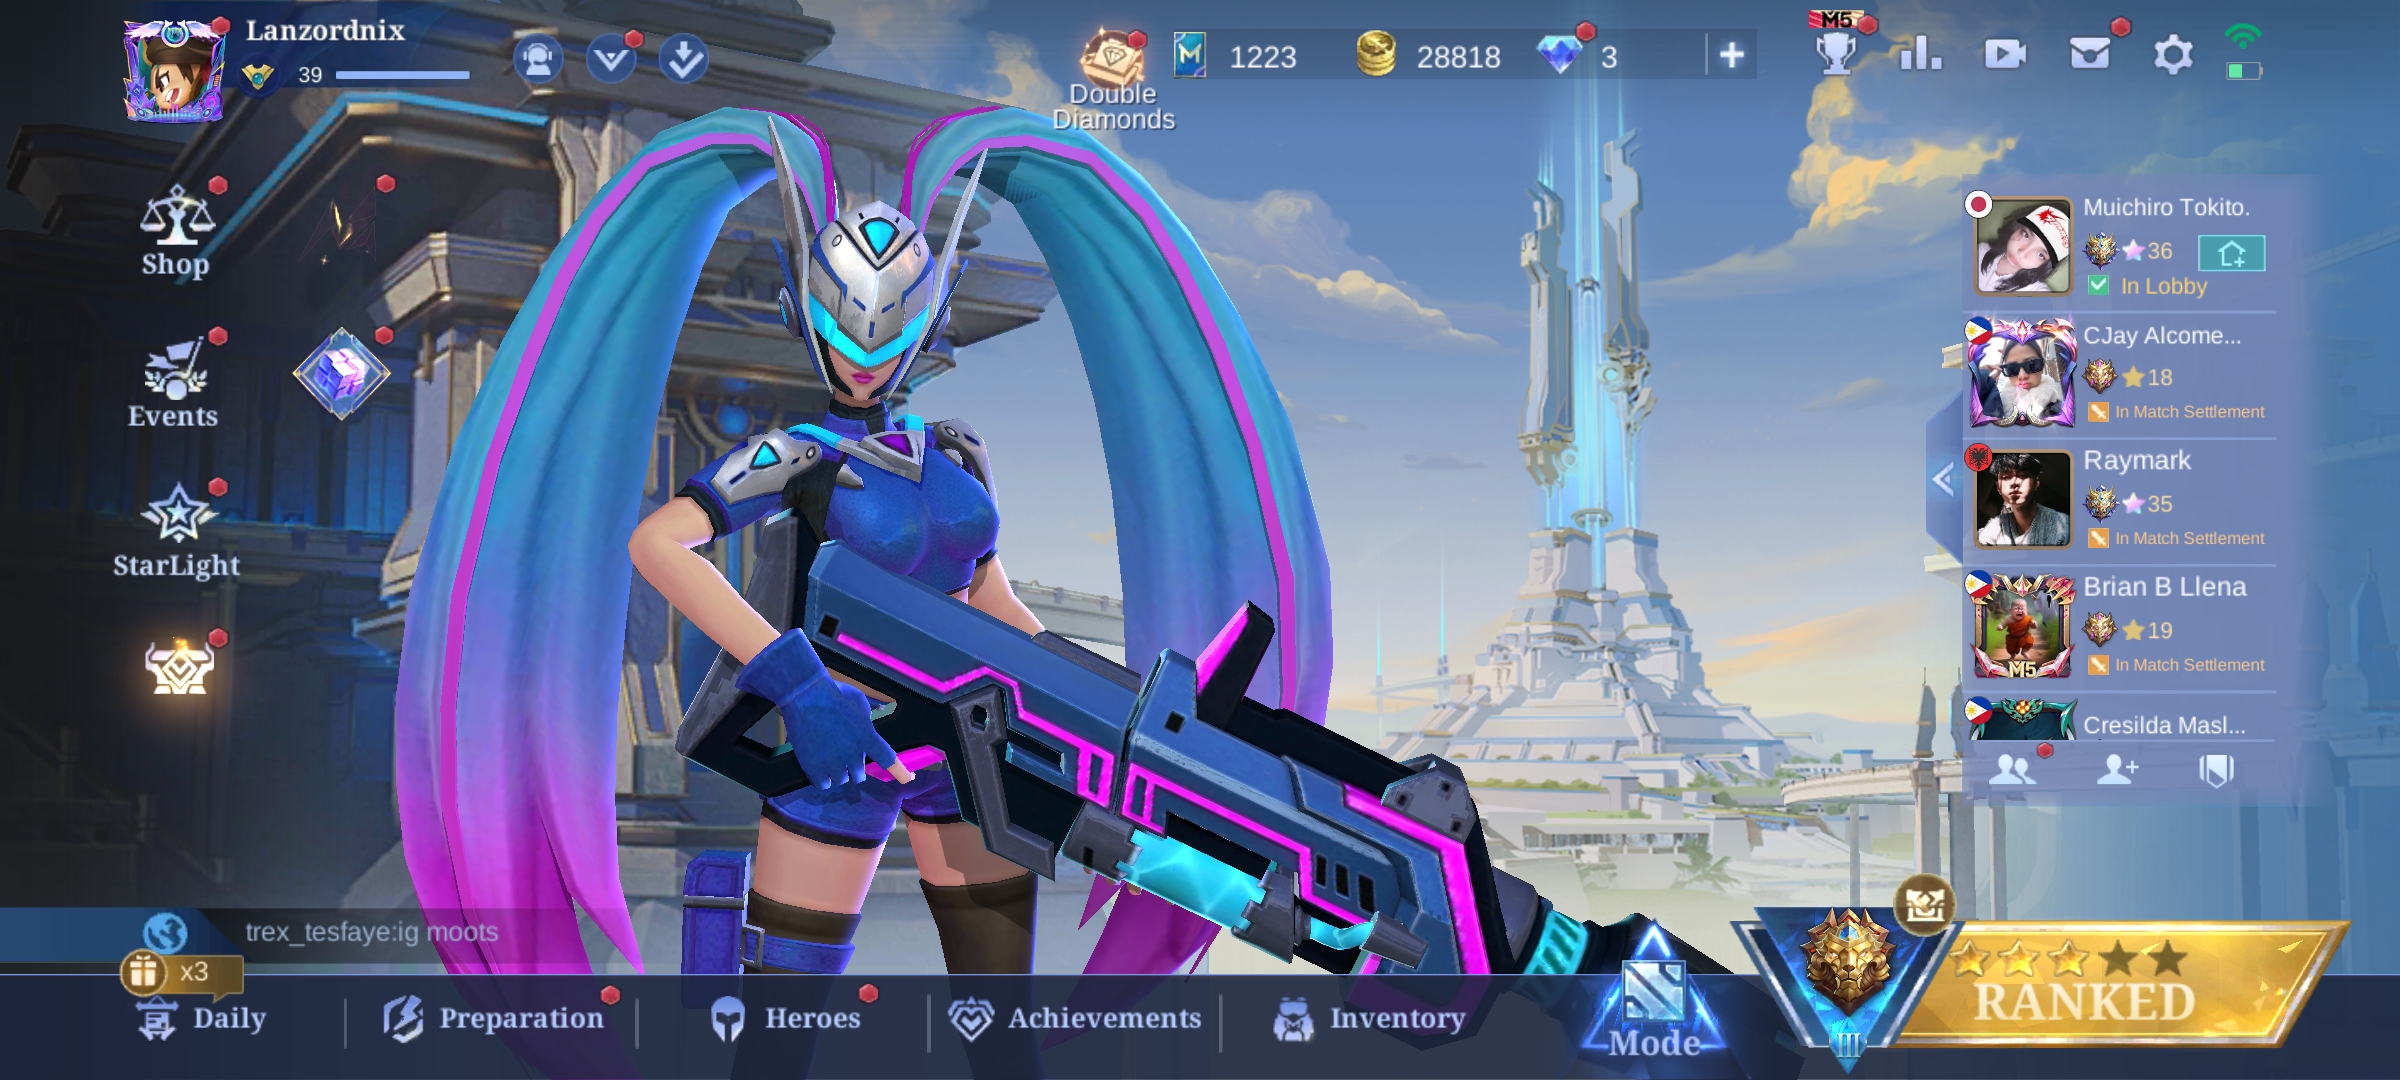 Lanzordnix
39
Double
Diamonds
1223
28818
3
M5
Shop
Events
StarLight
Muichiro Tokito.
36
In Lobby
CJay Alcome...
18
In Match Settlement
Raymark
35
In Match Settlement
Brian B Llena
19
In Match Settlement
M5
Cresilda Masl...
trex_tesfaye:ig moots
x3
Daily
Preparation
Heroes
Achievements
Inventory
Mode
RANKED
III